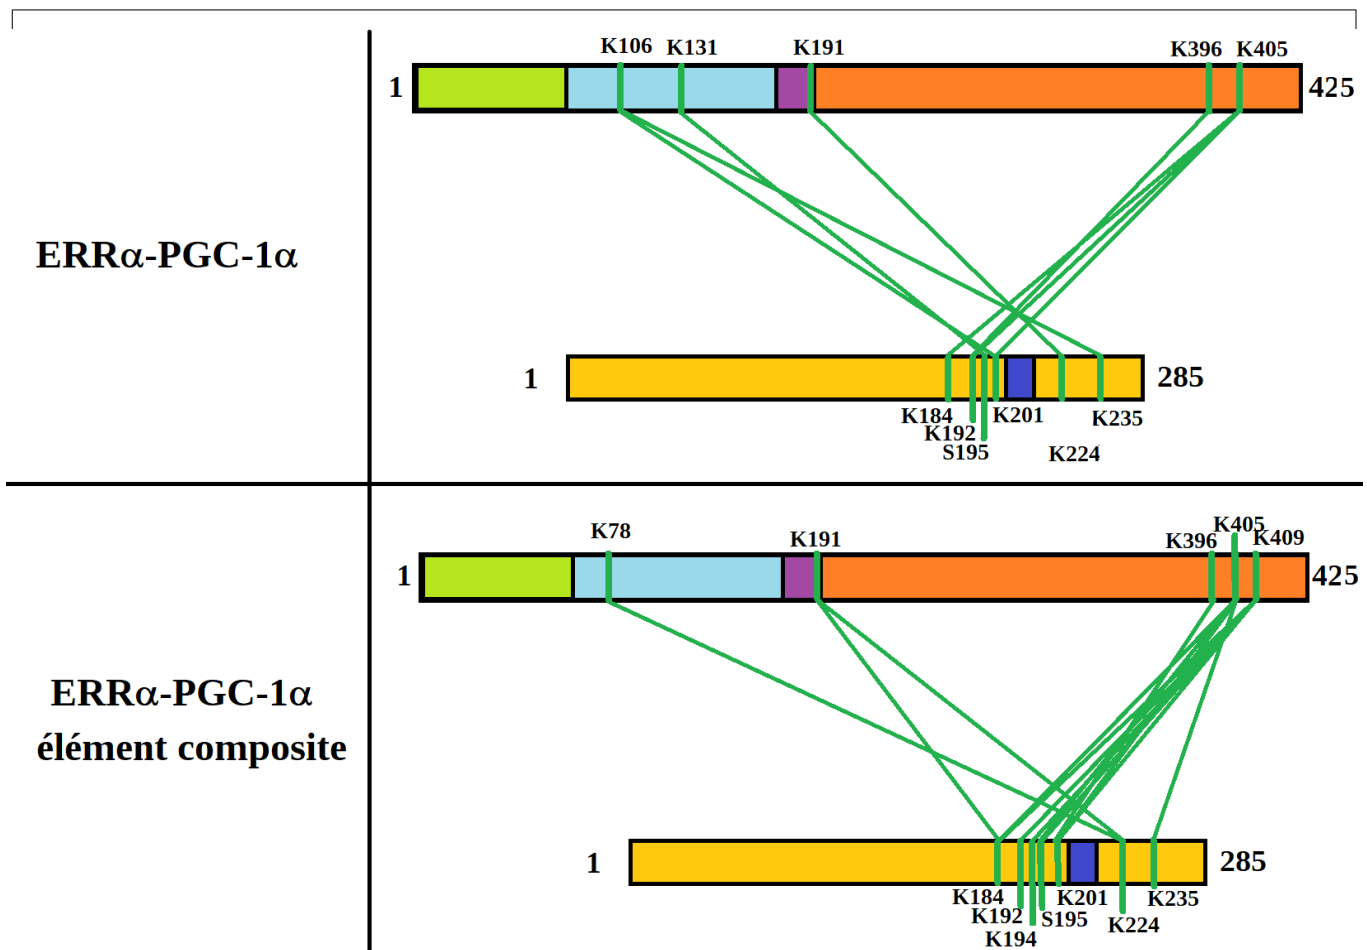 K106 K131 K191 K396 K405
1 425
ERRα-PGC-1α
1 285
K184 K201 K235
K192
S195 K224
K78 K191 K396 K405 K409
1 425
ERRα-PGC-1α
élément composite
1 285
K184 K201 K235
K192 S195 K224
K194